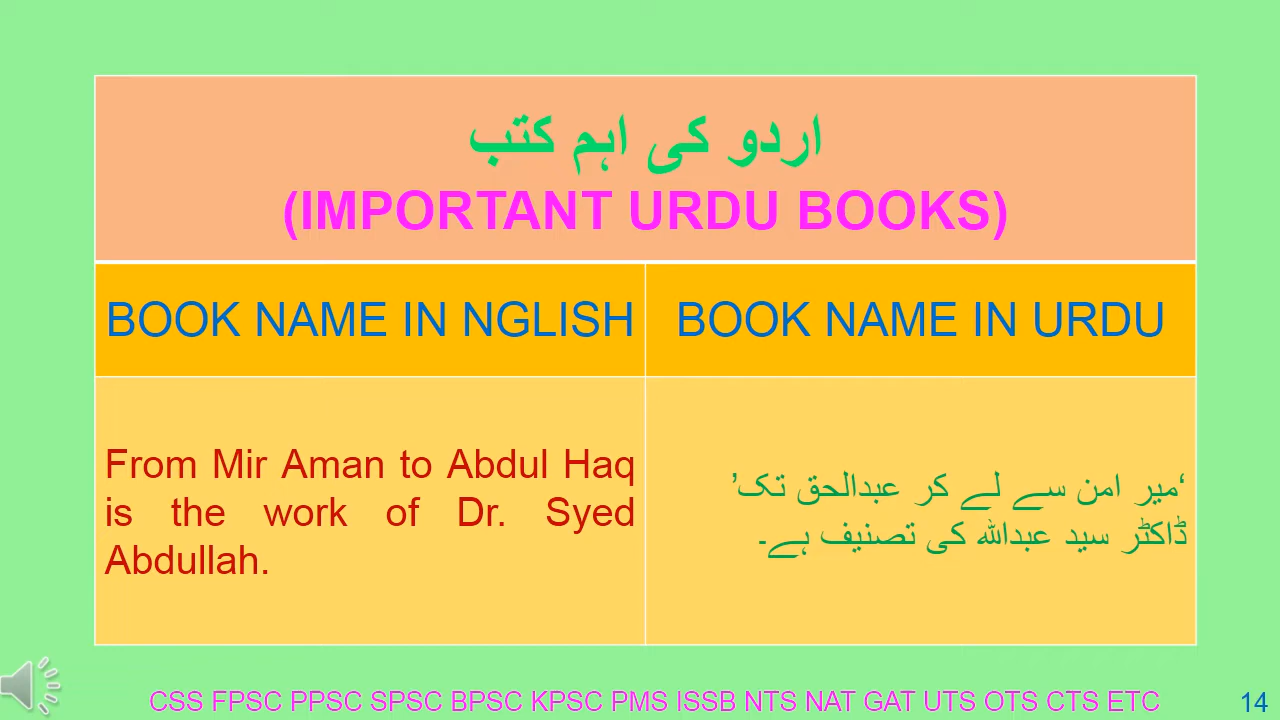 اردو کی اہم کتب
(IMPORTANT URDU BOOKS)
BOOK NAME IN NGLISH
BOOK NAME IN URDU
From Mir Aman to Abdul Haq
is the work of Dr. Syed
Abdullah.
‘میر امن سے لے کر عبدالحق تک’
ڈاکٹر سید عبداللہ کی تصنیف ہے۔
CSS FPSC PPSC SPSC BPSC KPSC PMS ISSB NTS NAT GAT UTS OTS CTS ETC
14